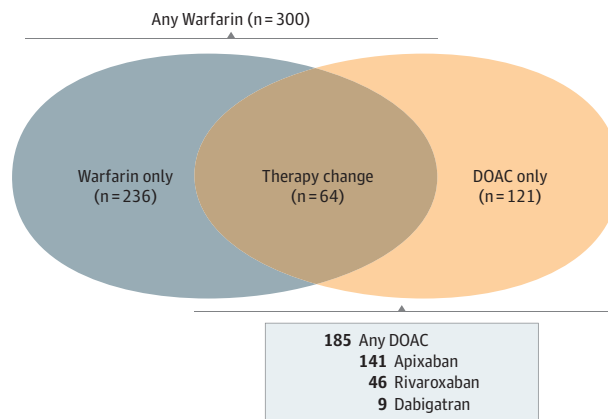 Any Warfarin (n = 300)
Warfarin only
(n = 236)
Therapy change
(n = 64)
DOAC only
(n = 121)
185 Any DOAC
141 Apixaban
46 Rivaroxaban
9 Dabigatran